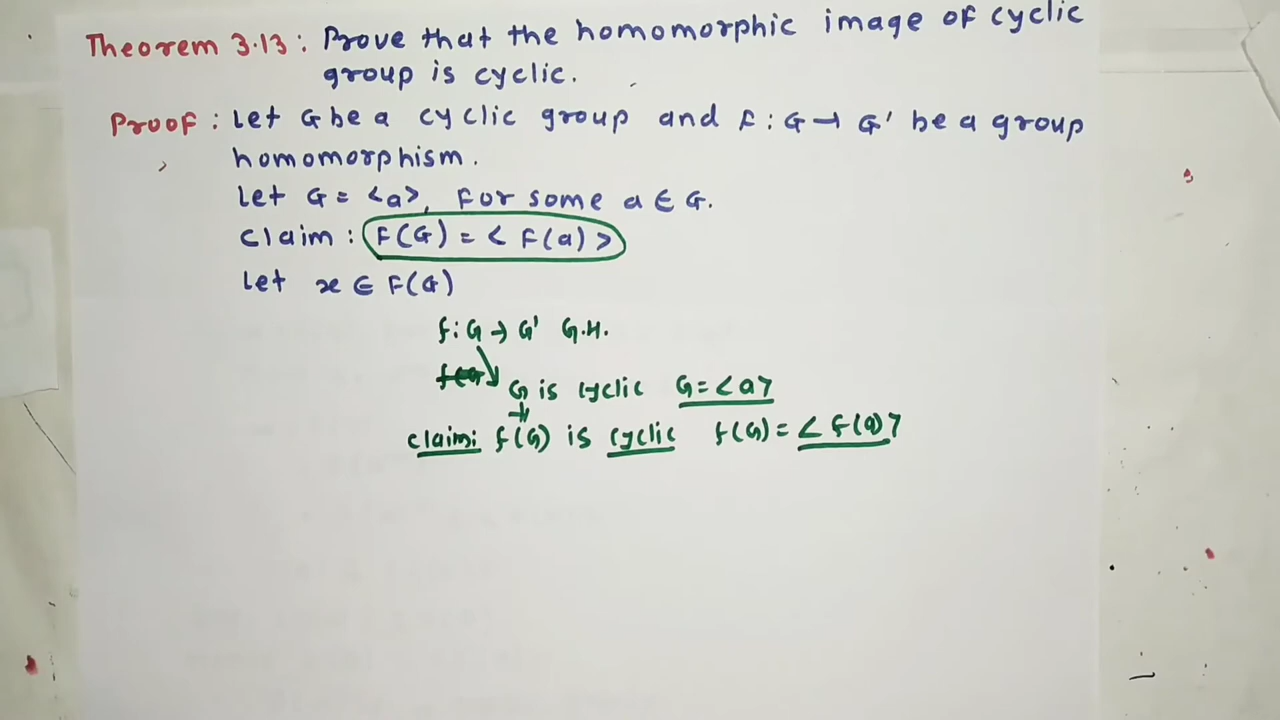 Theorem 3.13: Prove that the homomorphic image of cyclic
group is cyclic.
Proof: Let G be a cyclic group and f: G → G' be a group
homomorphism.
Let G = <a>, for some a ∈ G.
Claim: f(G) = < f(a) >
Let x ∈ f(G)
f: G → G' G.H.
G is cyclic G = <a>
claim: f(G) is cyclic f(G) = < f(a) >